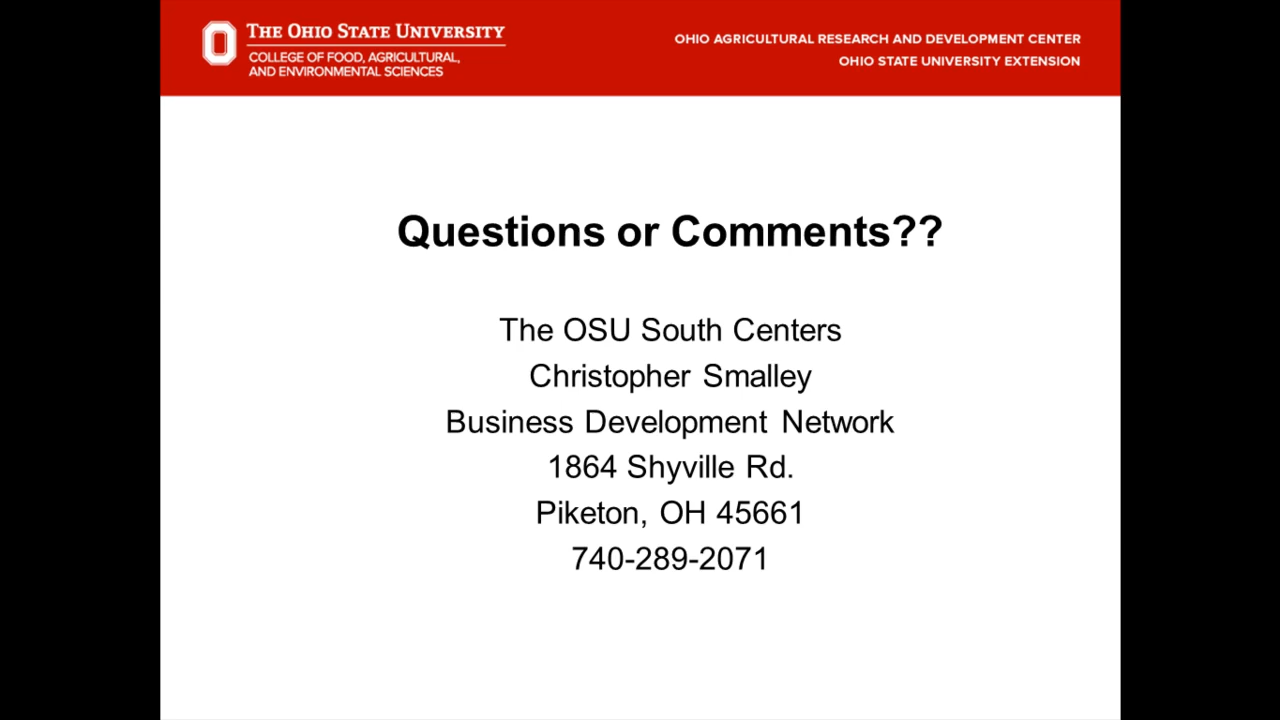 The Ohio State University
COLLEGE OF FOOD, AGRICULTURAL,
AND ENVIRONMENTAL SCIENCES
OHIO AGRICULTURAL RESEARCH AND DEVELOPMENT CENTER
OHIO STATE UNIVERSITY EXTENSION
Questions or Comments??
The OSU South Centers
Christopher Smalley
Business Development Network
1864 Shyville Rd.
Piketon, OH 45661
740-289-2071